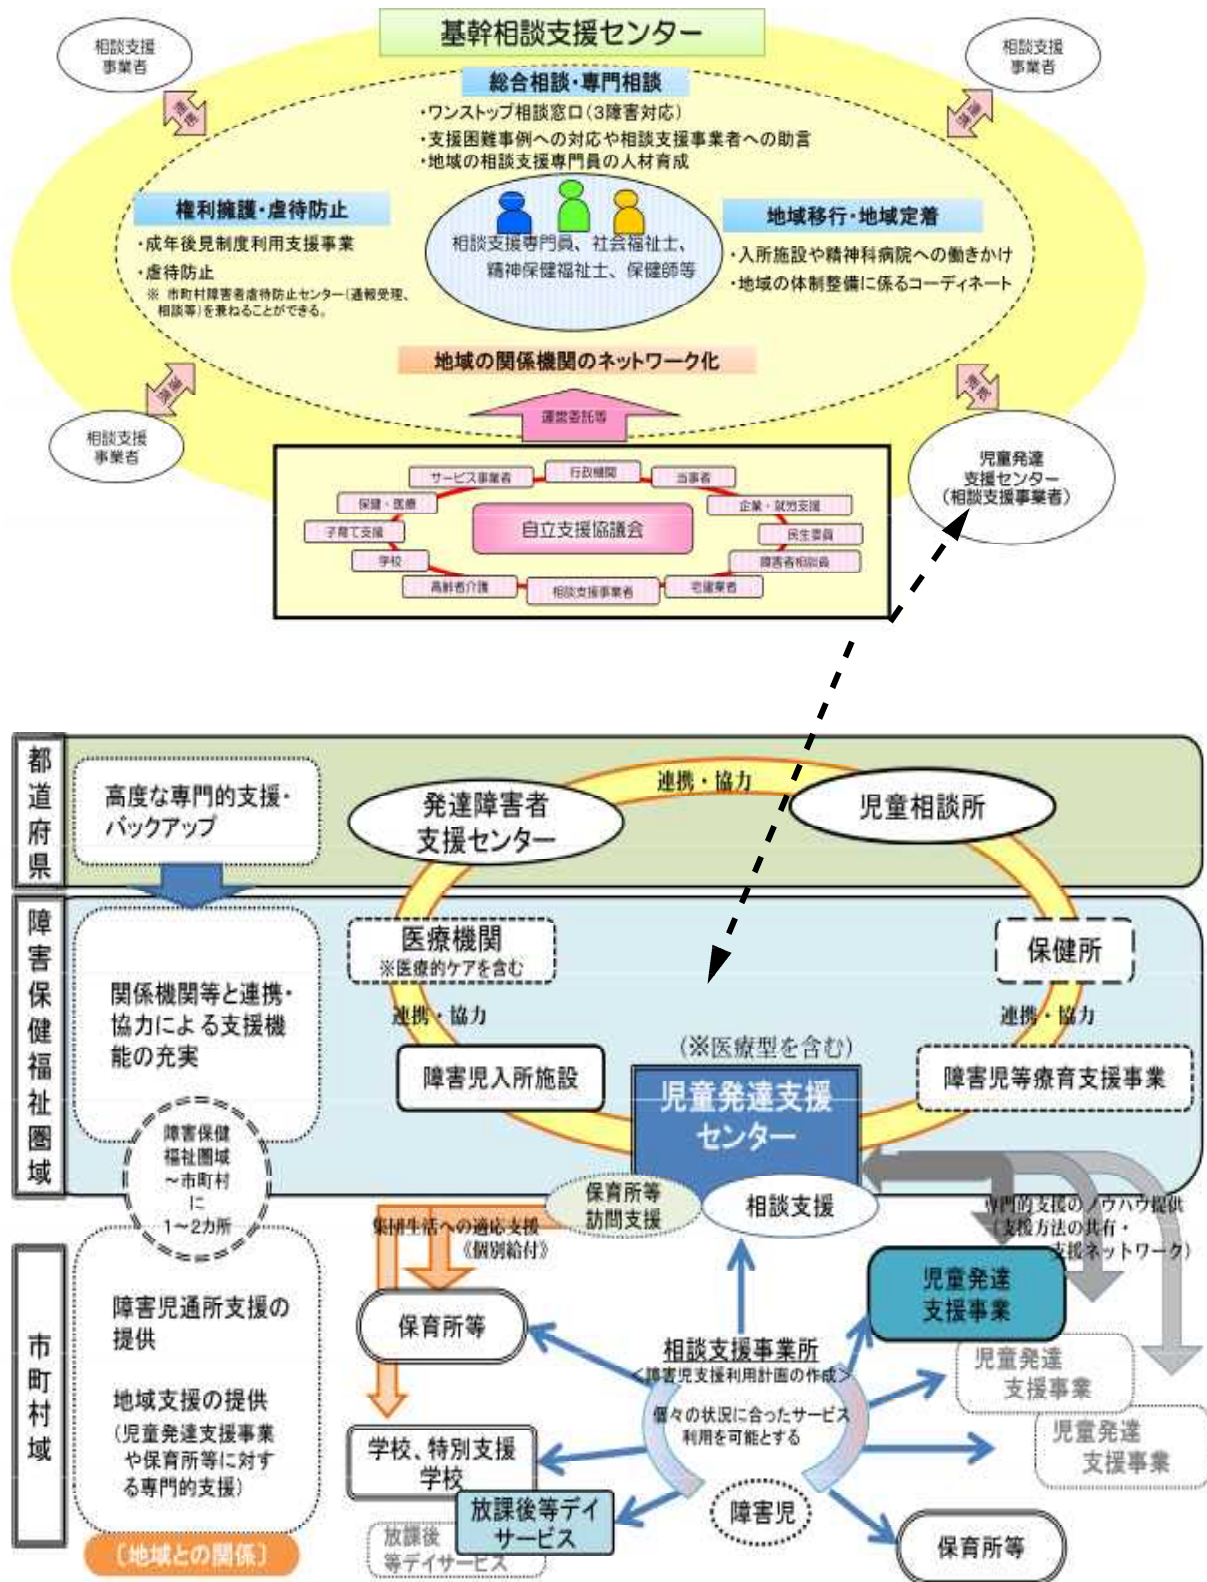 基幹相談支援センター
相談支援
事業者
相談支援
事業者
総合相談・専門相談
・ワンストップ相談窓口(3障害対応)
・支援困難事例への対応や相談支援事業者への助言
・地域の相談支援専門員の人材育成
連携
連携
権利擁護・虐待防止
・成年後見制度利用支援事業
・虐待防止
※ 市町村障害者虐待防止センター(通報受理、
相談等)を兼ねることができる。
相談支援専門員、社会福祉士、
精神保健福祉士、保健師等
地域移行・地域定着
・入所施設や精神科病院への働きかけ
・地域の体制整備に係るコーディネート
地域の関係機関のネットワーク化
連携
連携
運営委託等
相談支援
事業者
児童発達
支援センター
(相談支援事業者)
サービス事業者
行政機関
当事者
保健・医療
企業・就労支援
子育て支援
自立支援協議会
民生委員
学校
障害者相談員
高齢者介護
相談支援事業者
宅建業者
都道府県
高度な専門的支援・
バックアップ
発達障害者
支援センター
連携・協力
児童相談所
障害保健福祉圏域
関係機関等と連携・
協力による支援機
能の充実
医療機関
※医療的ケアを含む
保健所
連携・協力
連携・協力
障害児入所施設
(※医療型を含む)
児童発達支援
センター
障害児等療育支援事業
障害保健
福祉圏域
~市町村
に
1~2カ所
保育所等
訪問支援
相談支援
集団生活への適応支援
《個別給付》
専門的支援のノウハウ提供
(支援方法の共有・
支援ネットワーク)
市町村域
障害児通所支援の
提供
地域支援の提供
(児童発達支援事業
や保育所等に対す
る専門的支援)
〔地域との関係〕
保育所等
児童発達
支援事業
相談支援事業所
<障害児支援利用計画の作成>
個々の状況に合ったサービス
利用を可能とする
児童発達
支援事業
児童発達
支援事業
学校、特別支援
学校
放課後等デイ
サービス
放課後
等デイサービス
障害児
保育所等